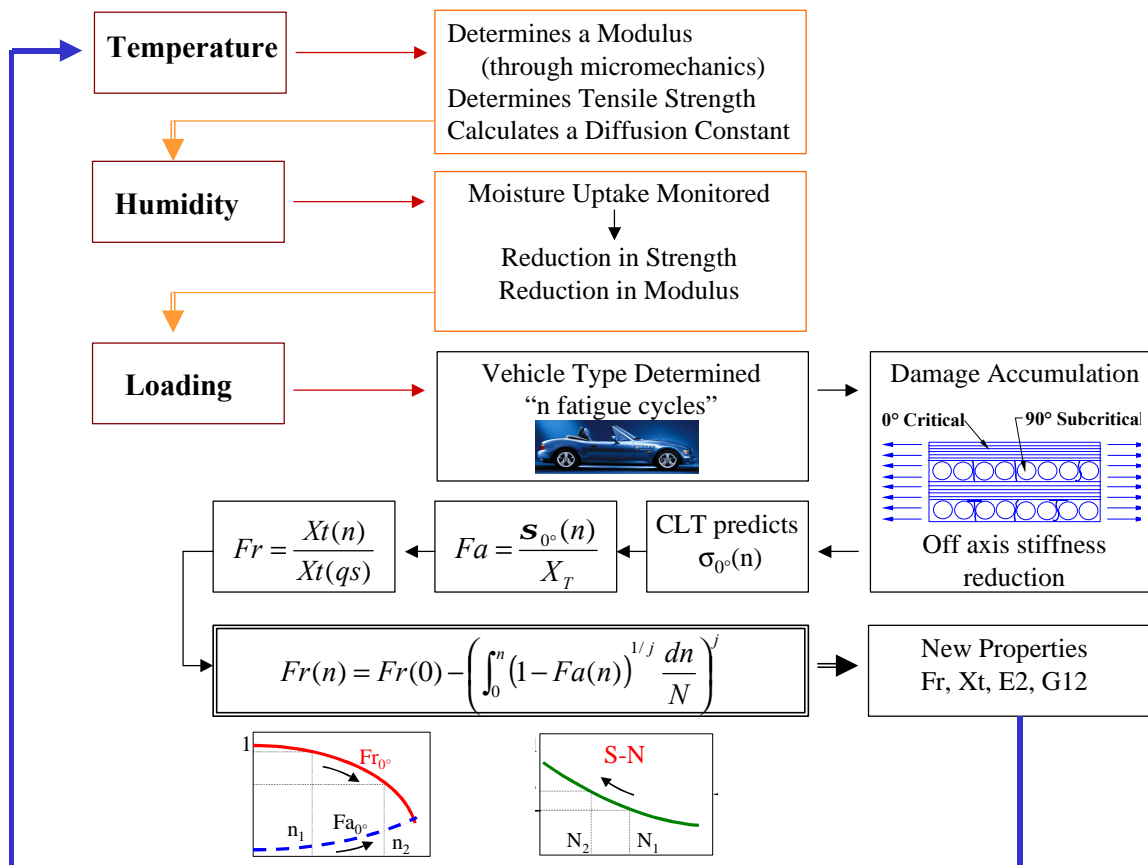 Temperature
Determines a Modulus
(through micromechanics)
Determines Tensile Strength
Calculates a Diffusion Constant
Humidity
Moisture Uptake Monitored
Reduction in Strength
Reduction in Modulus
Loading
Vehicle Type Determined
“n fatigue cycles”
Damage Accumulation
0° Critical
90° Subcritical
Off axis stiffness
reduction
CLT predicts
σ0°(n)
Fa = s0°(n) / XT
Fr = Xt(n) / Xt(qs)
Fr(n) = Fr(0) − (∫0^n (1 − Fa(n))^1/j dn/N)^j
New Properties
Fr, Xt, E2, G12
1
Fr0°
n1
Fa0°
n2
S-N
N2
N1